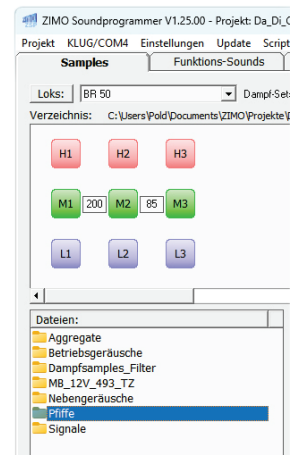 ZIMO Soundprogrammer V1.25.00 - Projekt: Da_Di_
Projekt KLUG/COM4 Einstellungen Update Script
Samples Funktions-Sounds
Loks: BR 50 Dampf-Set
Verzeichnis: C:\Users\Pold\Documents\ZIMO\Projekte\
H1 H2 H3
M1 200 M2 85 M3
L1 L2 L3
Dateien:
Aggregate
Betriebsgeräusche
Dampfsamples_Filter
MB_12V_493_TZ
Nebengeräusche
Pfiffe
Signale